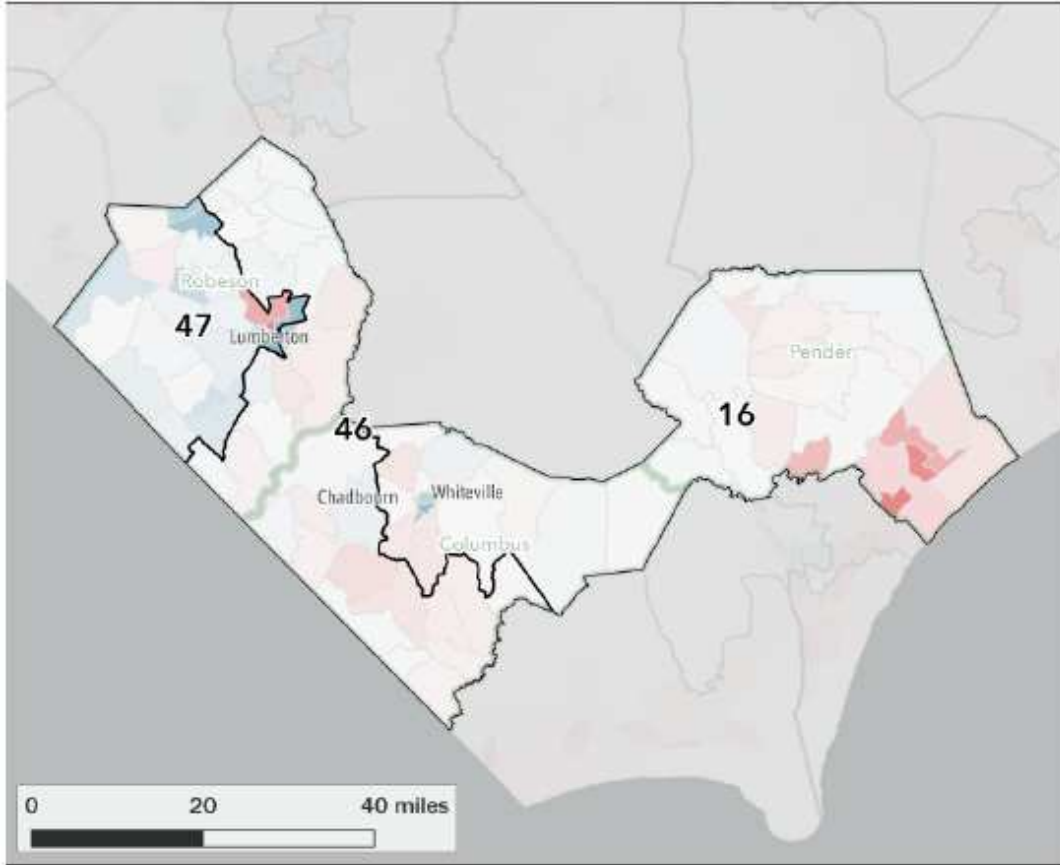 Robeson
47
Lumberton
Pender
16
46
Chadbourn
Whiteville
Columbus
0 20 40 miles